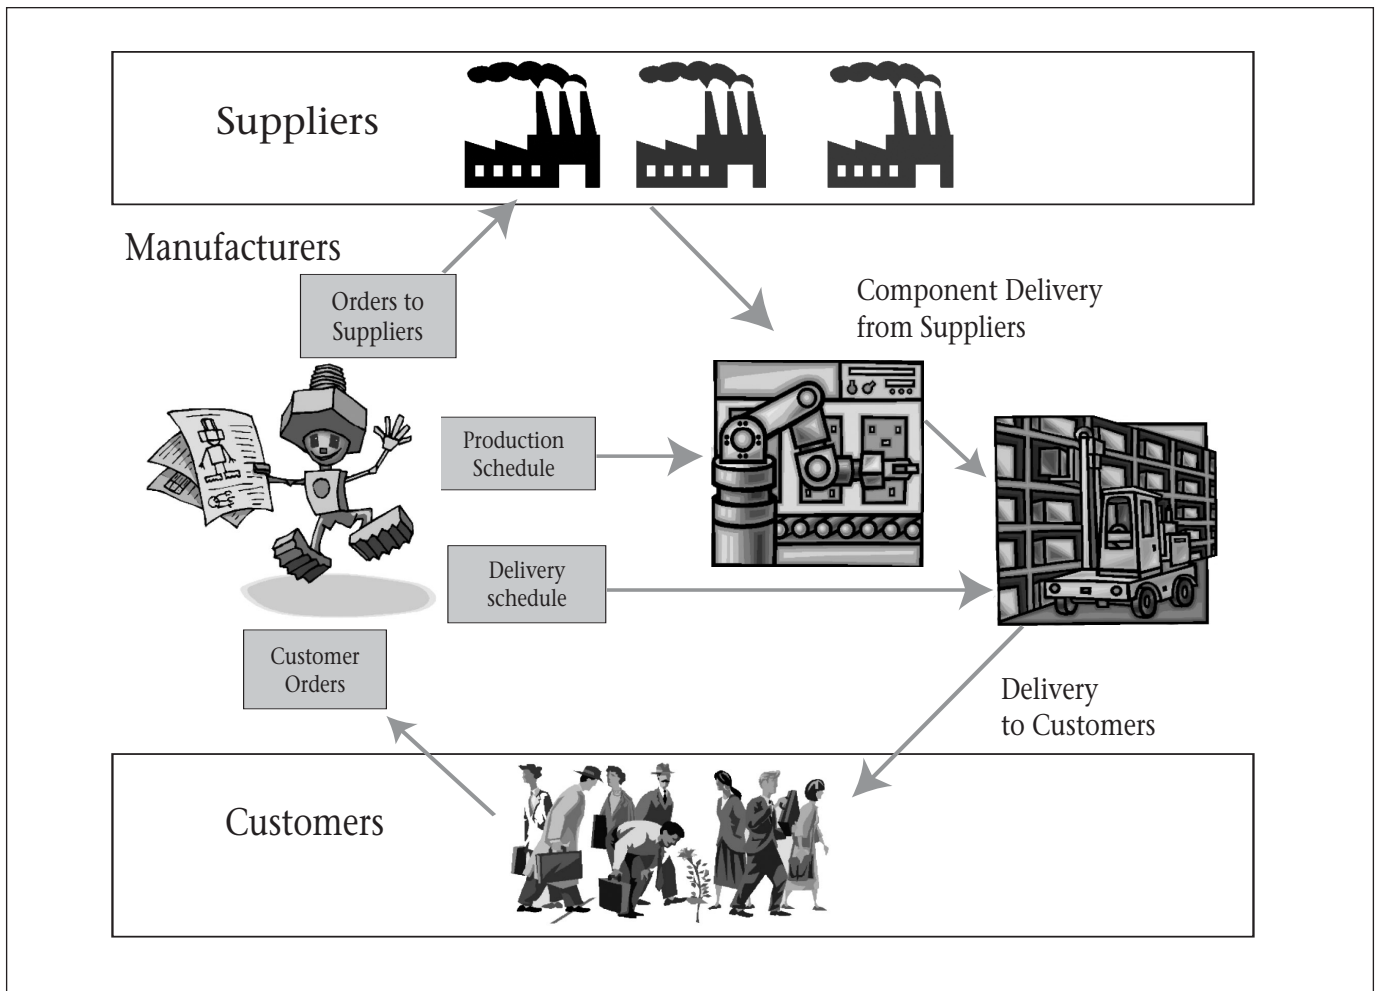 Suppliers
Manufacturers
Orders to
Suppliers
Component Delivery
from Suppliers
Production
Schedule
Delivery
schedule
Customer
Orders
Delivery
to Customers
Customers